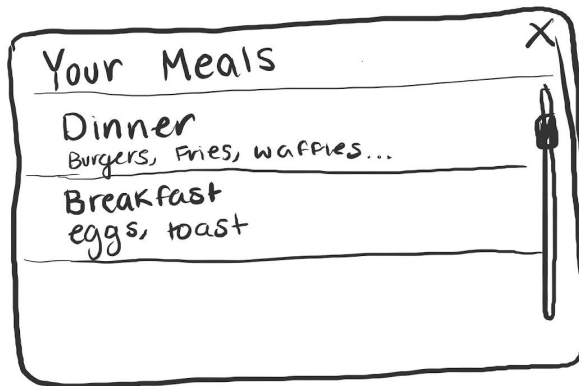 Your Meals
X
Dinner
Burgers, Fries, waffles...
Breakfast
eggs, toast